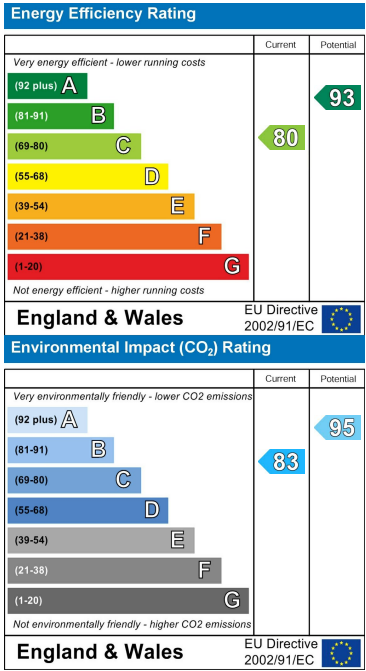 Energy Efficiency Rating
Current Potential
Very energy efficient - lower running costs
(92 plus) A
(81-91) B
(69-80) C
(55-68) D
(39-54) E
(21-38) F
(1-20) G
93
80
Not energy efficient - higher running costs
England & Wales
EU Directive
2002/91/EC
Environmental Impact (CO₂) Rating
Current Potential
Very environmentally friendly - lower CO2 emissions
(92 plus) A
(81-91) B
(69-80) C
(55-68) D
(39-54) E
(21-38) F
(1-20) G
95
83
Not environmentally friendly - higher CO2 emissions
England & Wales
EU Directive
2002/91/EC